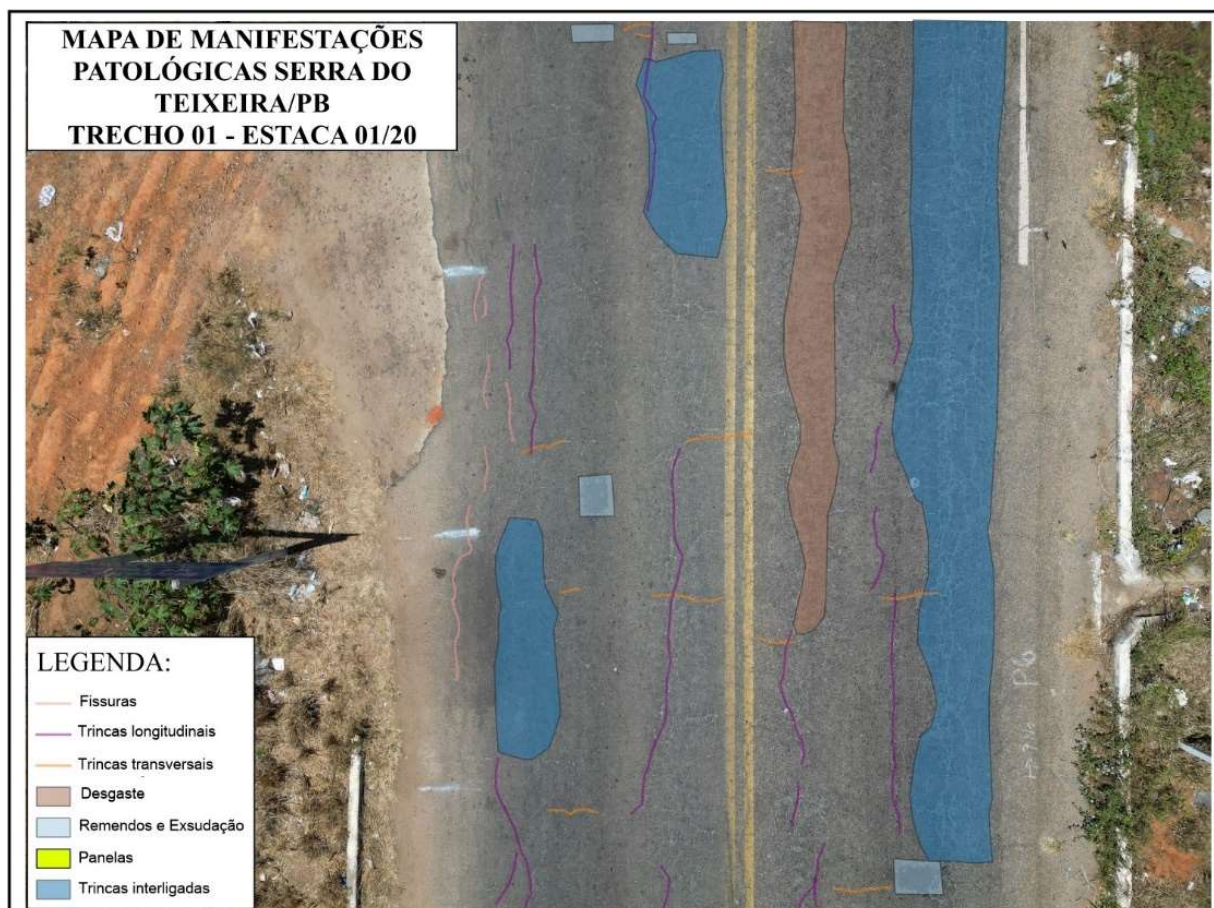 MAPA DE MANIFESTAÇÕES
PATOLÓGICAS SERRA DO
TEIXEIRA/PB
TRECHO 01 - ESTACA 01/20
LEGENDA:
Fissuras
Trincas longitudinais
Trincas transversais
Desgaste
Remendos e Exsudação
Panelas
Trincas interligadas